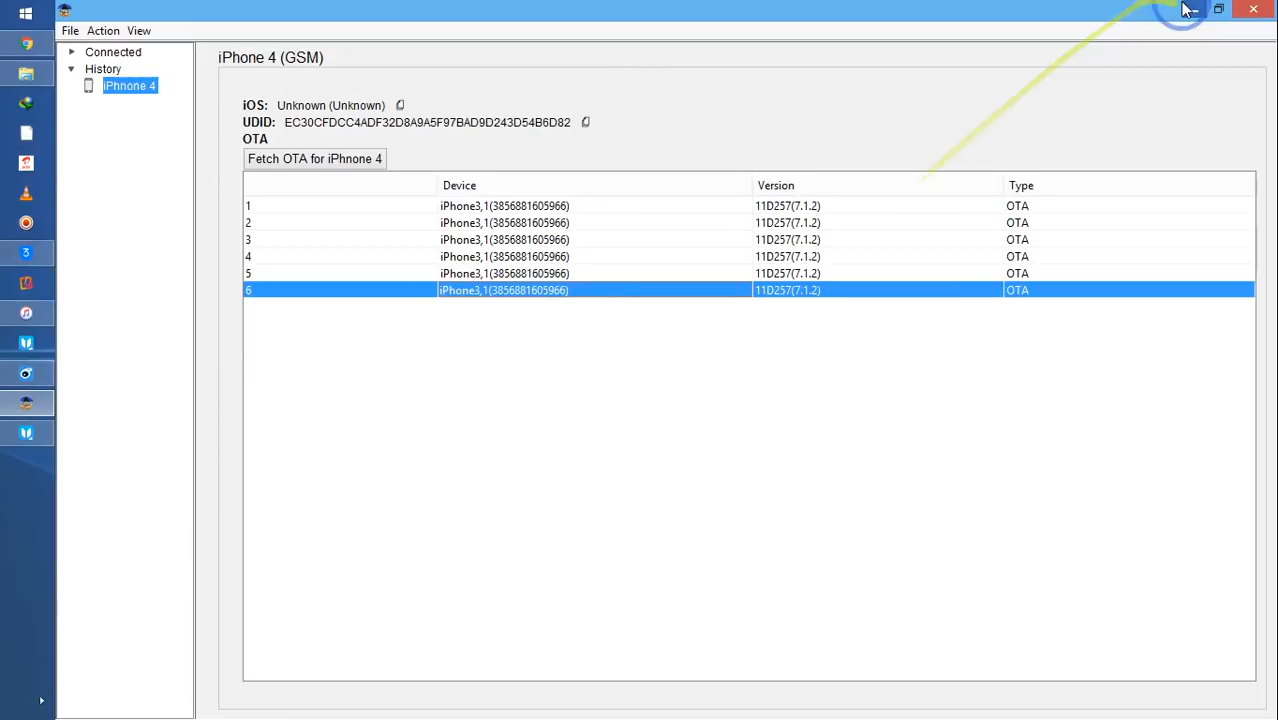 File Action View
Connected
History
iPhnone 4
iPhone 4 (GSM)
iOS: Unknown (Unknown)
UDID: EC30CFDCC4ADF32D8A9A5F97BAD9D243D54B6D82
OTA
Fetch OTA for iPhnone 4
Device Version Type
1 iPhone3,1(3856881605966) 11D257(7.1.2) OTA
2 iPhone3,1(3856881605966) 11D257(7.1.2) OTA
3 iPhone3,1(3856881605966) 11D257(7.1.2) OTA
4 iPhone3,1(3856881605966) 11D257(7.1.2) OTA
5 iPhone3,1(3856881605966) 11D257(7.1.2) OTA
6 iPhone3,1(3856881605966) 11D257(7.1.2) OTA